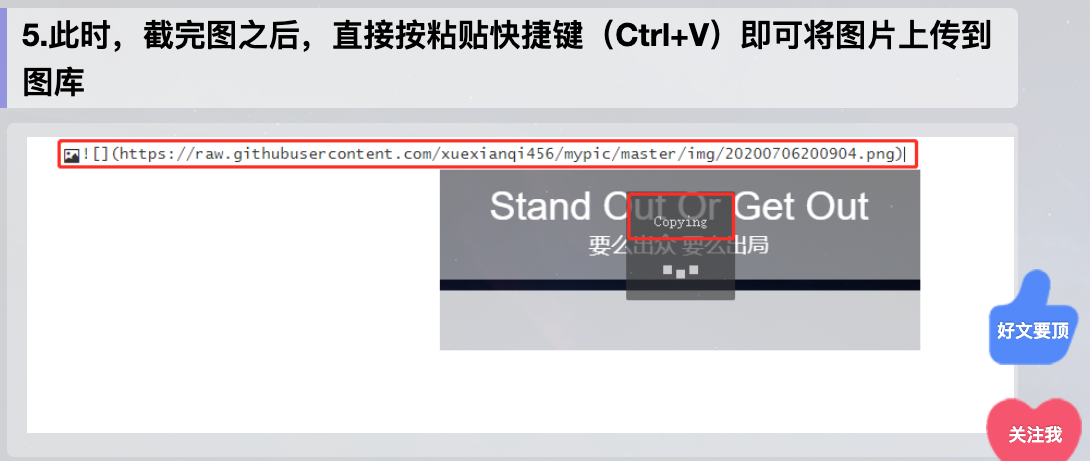 5.此时，截完图之后，直接按粘贴快捷键（Ctrl+V）即可将图片上传到
图库
![](https://raw.githubusercontent.com/xuexianqi456/mypic/master/img/20200706200904.png)
Stand Out Or Get Out
Copying
要么出众 要么出局
好文要顶
关注我